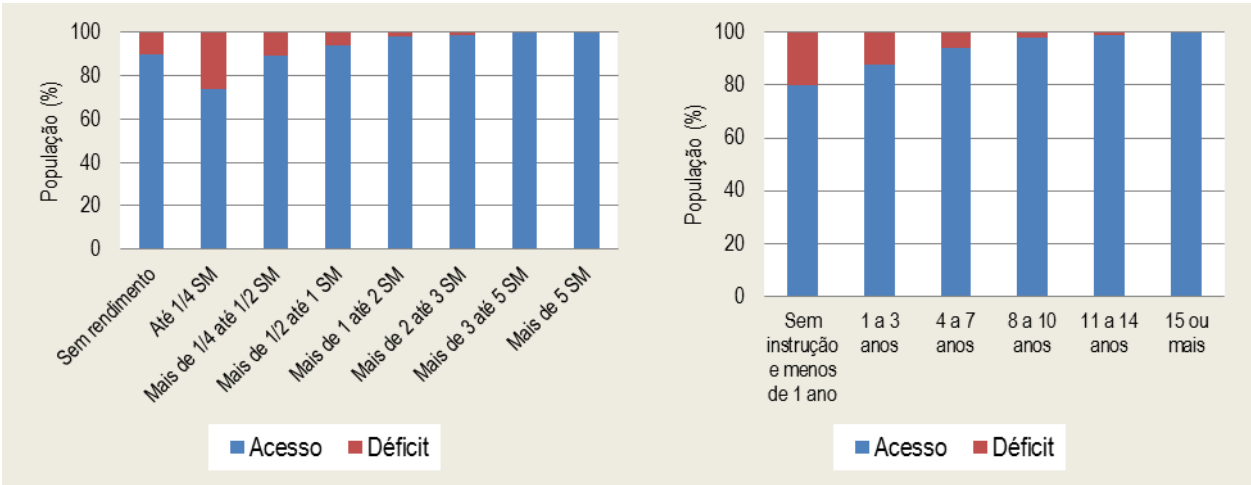 População (%)
100
80
60
40
20
0
Sem rendimento
Até 1/4 SM
Mais de 1/4 até 1/2 SM
Mais de 1/2 até 1 SM
Mais de 1 até 2 SM
Mais de 2 até 3 SM
Mais de 3 até 5 SM
Mais de 5 SM
Acesso Déficit
População (%)
100
80
60
40
20
0
Sem
instrução
e menos
de 1 ano
1 a 3
anos
4 a 7
anos
8 a 10
anos
11 a 14
anos
15 ou
mais
Acesso Déficit